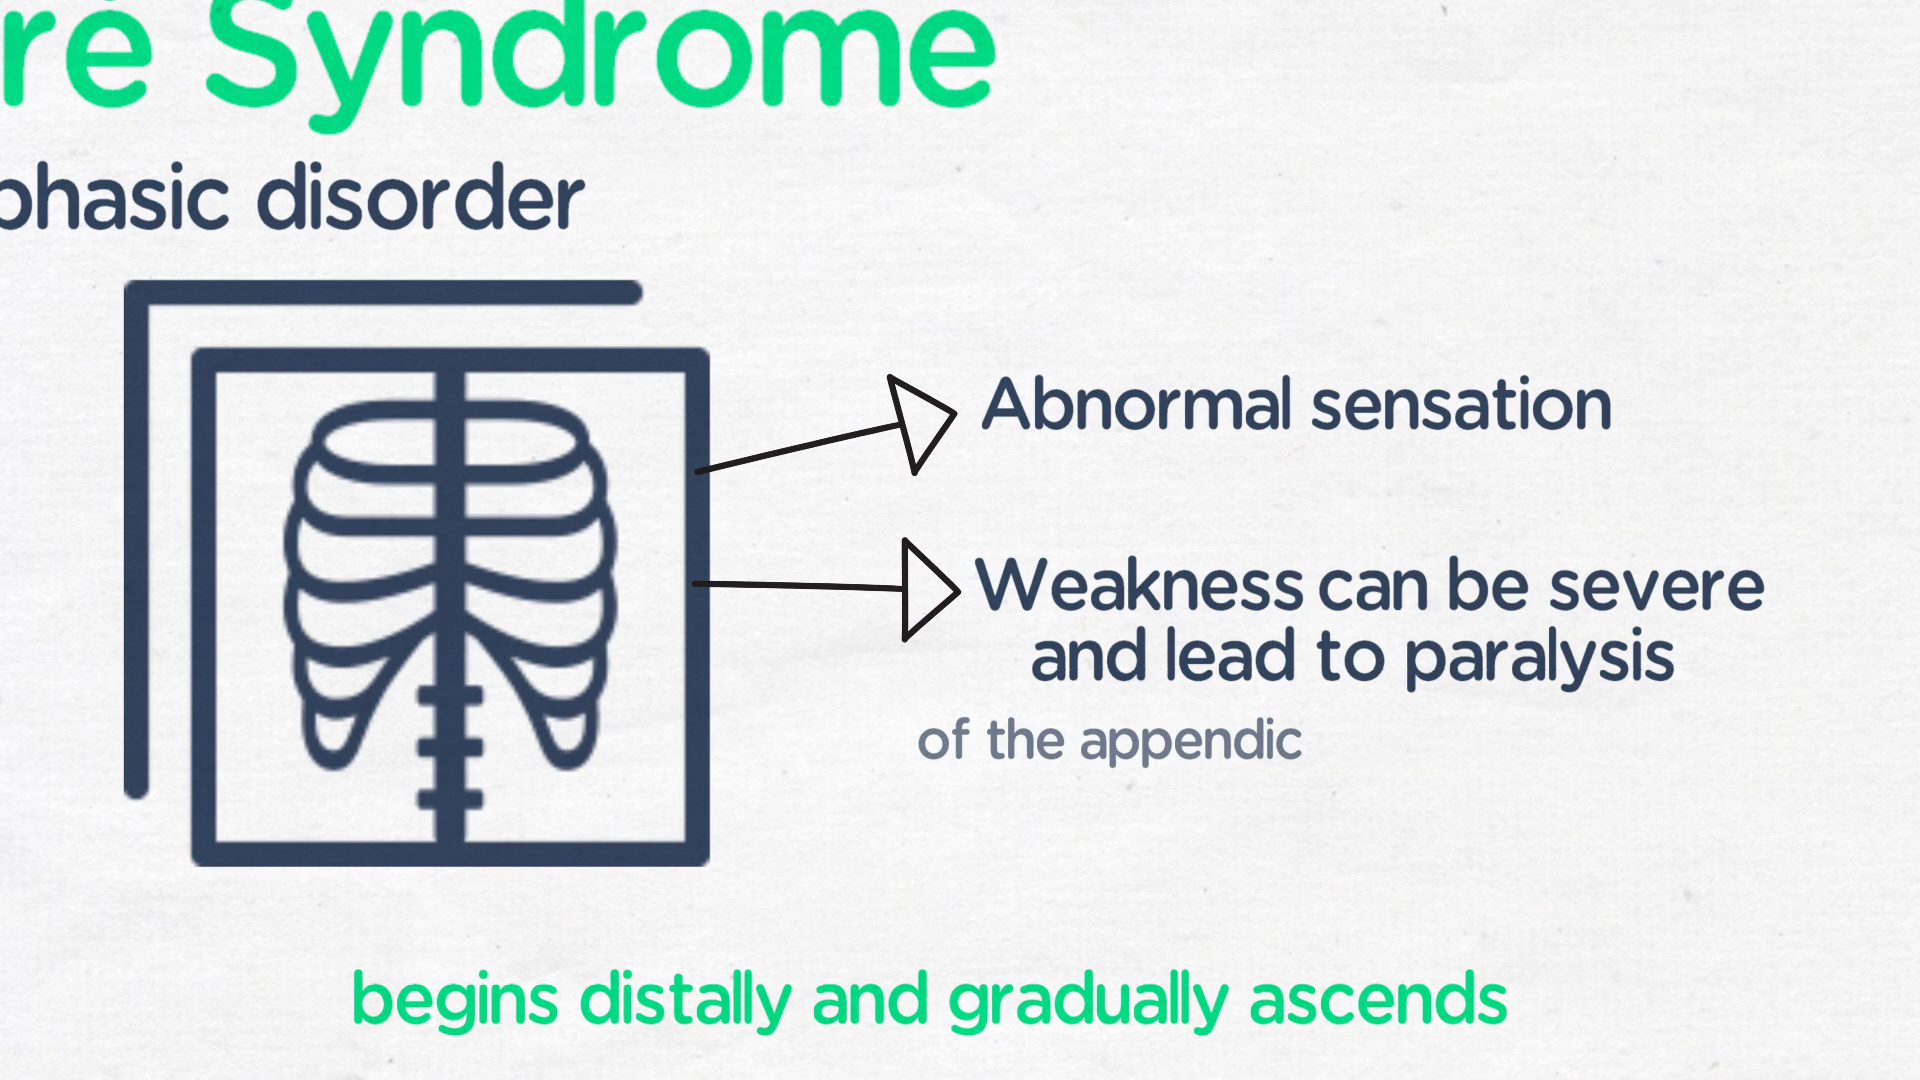 ré Syndrome
phasic disorder
Abnormal sensation
Weakness can be severe
and lead to paralysis
of the appendic
begins distally and gradually ascends